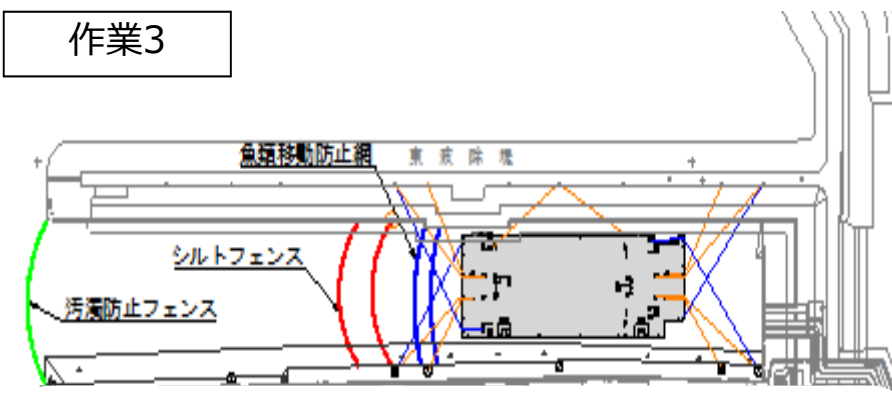 作業3
魚類移動防止網
東波除堤
シルトフェンス
汚濁防止フェンス